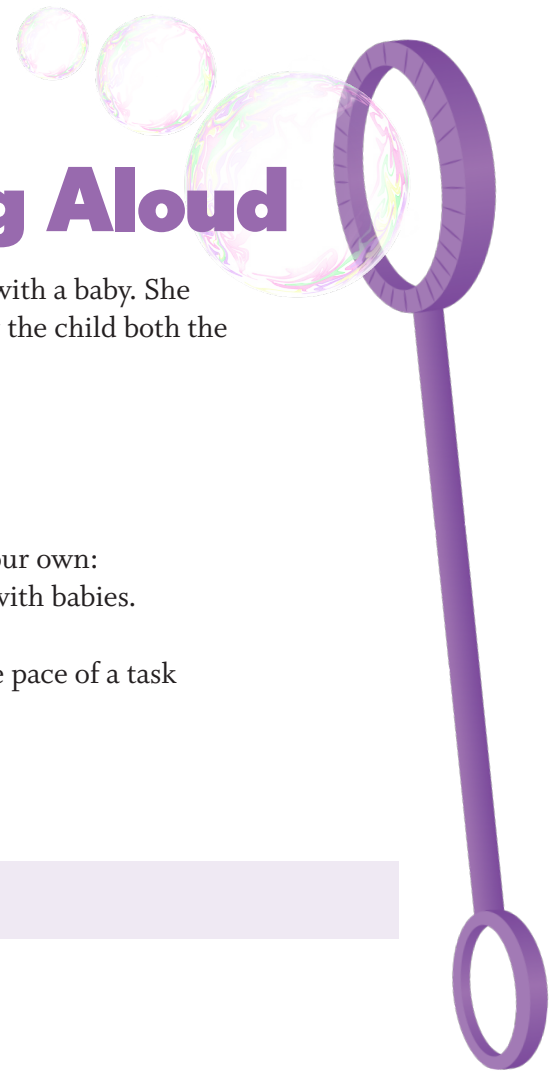 g Aloud
with a baby. She
the child both the
our own:
with babies.
e pace of a task